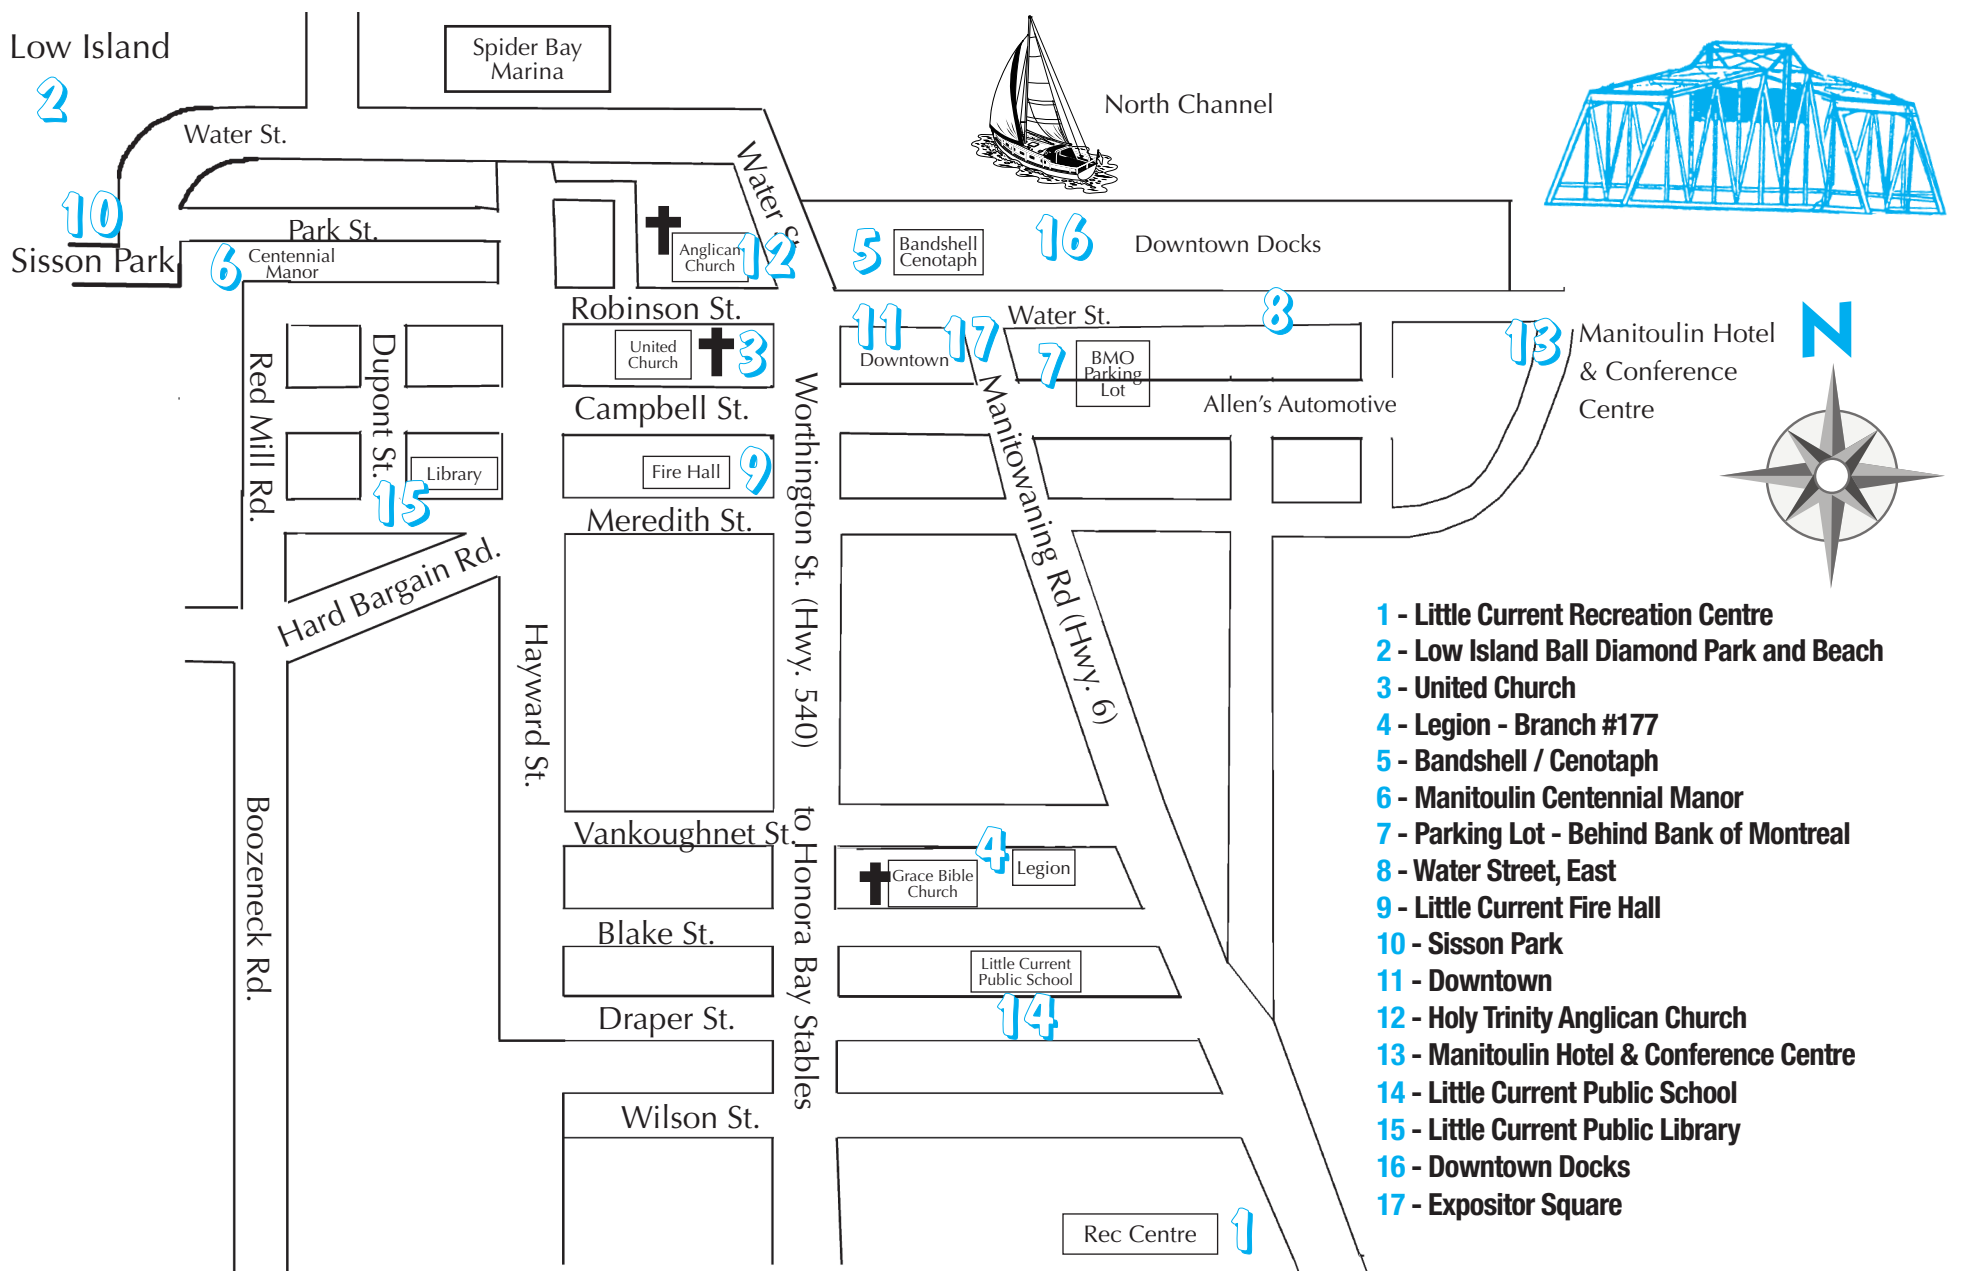 Low Island
2
Spider Bay
Marina
North Channel
Water St.
Water St.
10
Sisson Park
Park St.
6
Centennial
Manor
Anglican
Church
12
5
Bandshell
Cenotaph
16
Downtown Docks
Robinson St.
11
Downtown
17
Water St.
8
13
Manitoulin Hotel
& Conference
Centre
N
United
Church
3
7
BMO
Parking
Lot
Allen's Automotive
Red Mill Rd.
Dupont St.
Campbell St.
Worthington St. (Hwy. 540)
to Honora Bay Stables
Manitowaning Rd (Hwy. 6)
Library
15
Fire Hall
9
Meredith St.
Hard Bargain Rd.
Hayward St.
Boozeneck Rd.
Vankoughnet St.
4
Legion
Grace Bible
Church
Blake St.
Little Current
Public School
14
Draper St.
Wilson St.
Rec Centre
1
1 - Little Current Recreation Centre
2 - Low Island Ball Diamond Park and Beach
3 - United Church
4 - Legion - Branch #177
5 - Bandshell / Cenotaph
6 - Manitoulin Centennial Manor
7 - Parking Lot - Behind Bank of Montreal
8 - Water Street, East
9 - Little Current Fire Hall
10 - Sisson Park
11 - Downtown
12 - Holy Trinity Anglican Church
13 - Manitoulin Hotel & Conference Centre
14 - Little Current Public School
15 - Little Current Public Library
16 - Downtown Docks
17 - Expositor Square